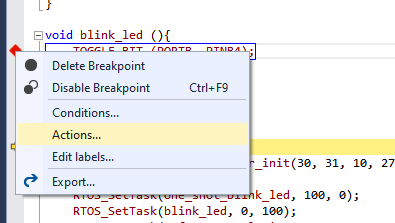 }
void blink_led (){
TOGGLE_BIT (PORTB, PINB4);
Delete Breakpoint
Disable Breakpoint Ctrl+F9
Conditions...
Actions...
Edit labels...
r_init(30, 31, 10, 27
Export...
RTOS_SetTask(one_shot_blink_led, 100, 0);
RTOS_SetTask(blink_led, 0, 100);